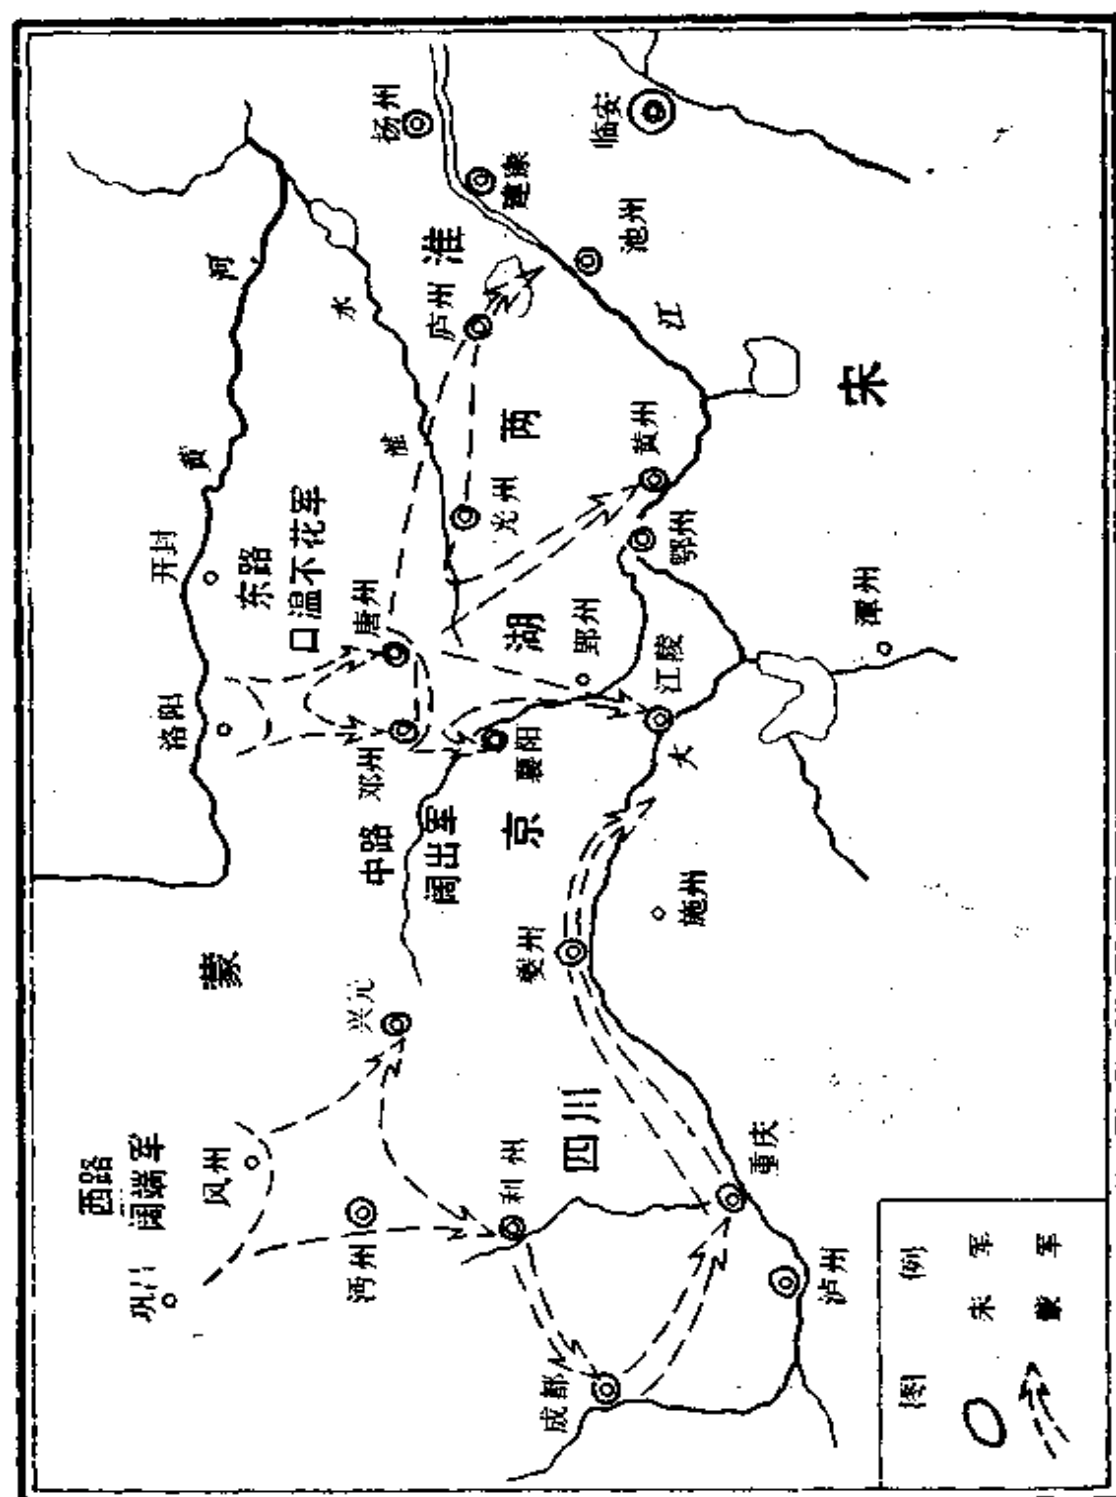 临安
扬州
建康
池州
淮
庐州
河
水
江
宋
两
黄州
黄
淮
光州
鄂州
开封
东路
口温不花军
唐州
湖
郢州
江陵
潭州
洛阳
邓州
襄阳
大
中路
阔出军
京
施州
夔州
蒙
兴元
四川
重庆
西路
阔端军
凤州
利州
沔州
巩昌
泸州
成都
图例
宋军
蒙军